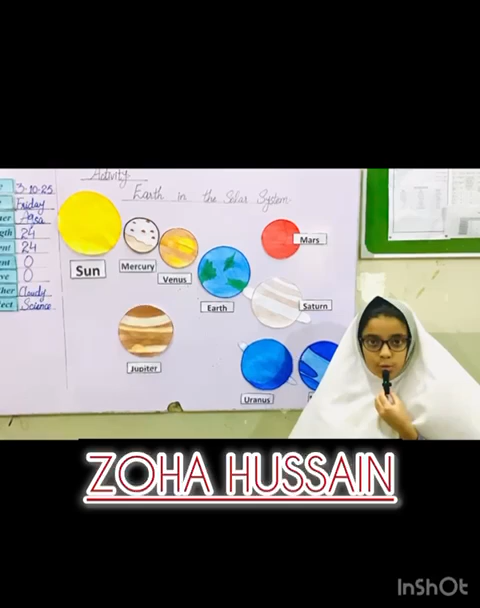 Activity
Earth in the Solar System.
3-10-25
Friday
24
24
0
0
Cloudy
Science
Sun
Mercury
Venus
Earth
Mars
Saturn
Jupiter
Uranus
ZOHA HUSSAIN
InShOt